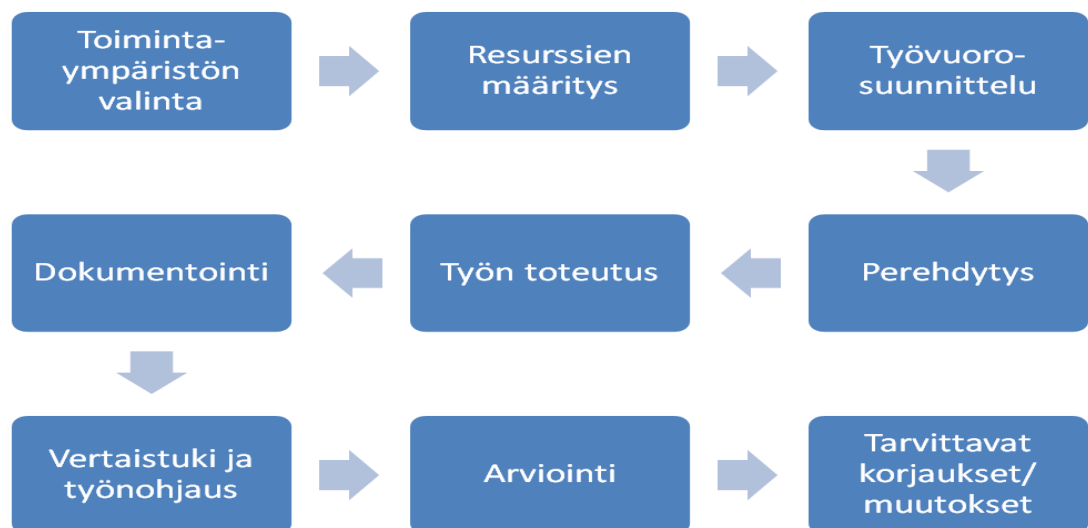 Toiminta-
ympäristön
valinta
Resurssien
määritys
Työvuoro-
suunnittelu
Perehdytys
Työn toteutus
Dokumentointi
Vertaistuki ja
työnohjaus
Arviointi
Tarvittavat
korjaukset/
muutokset